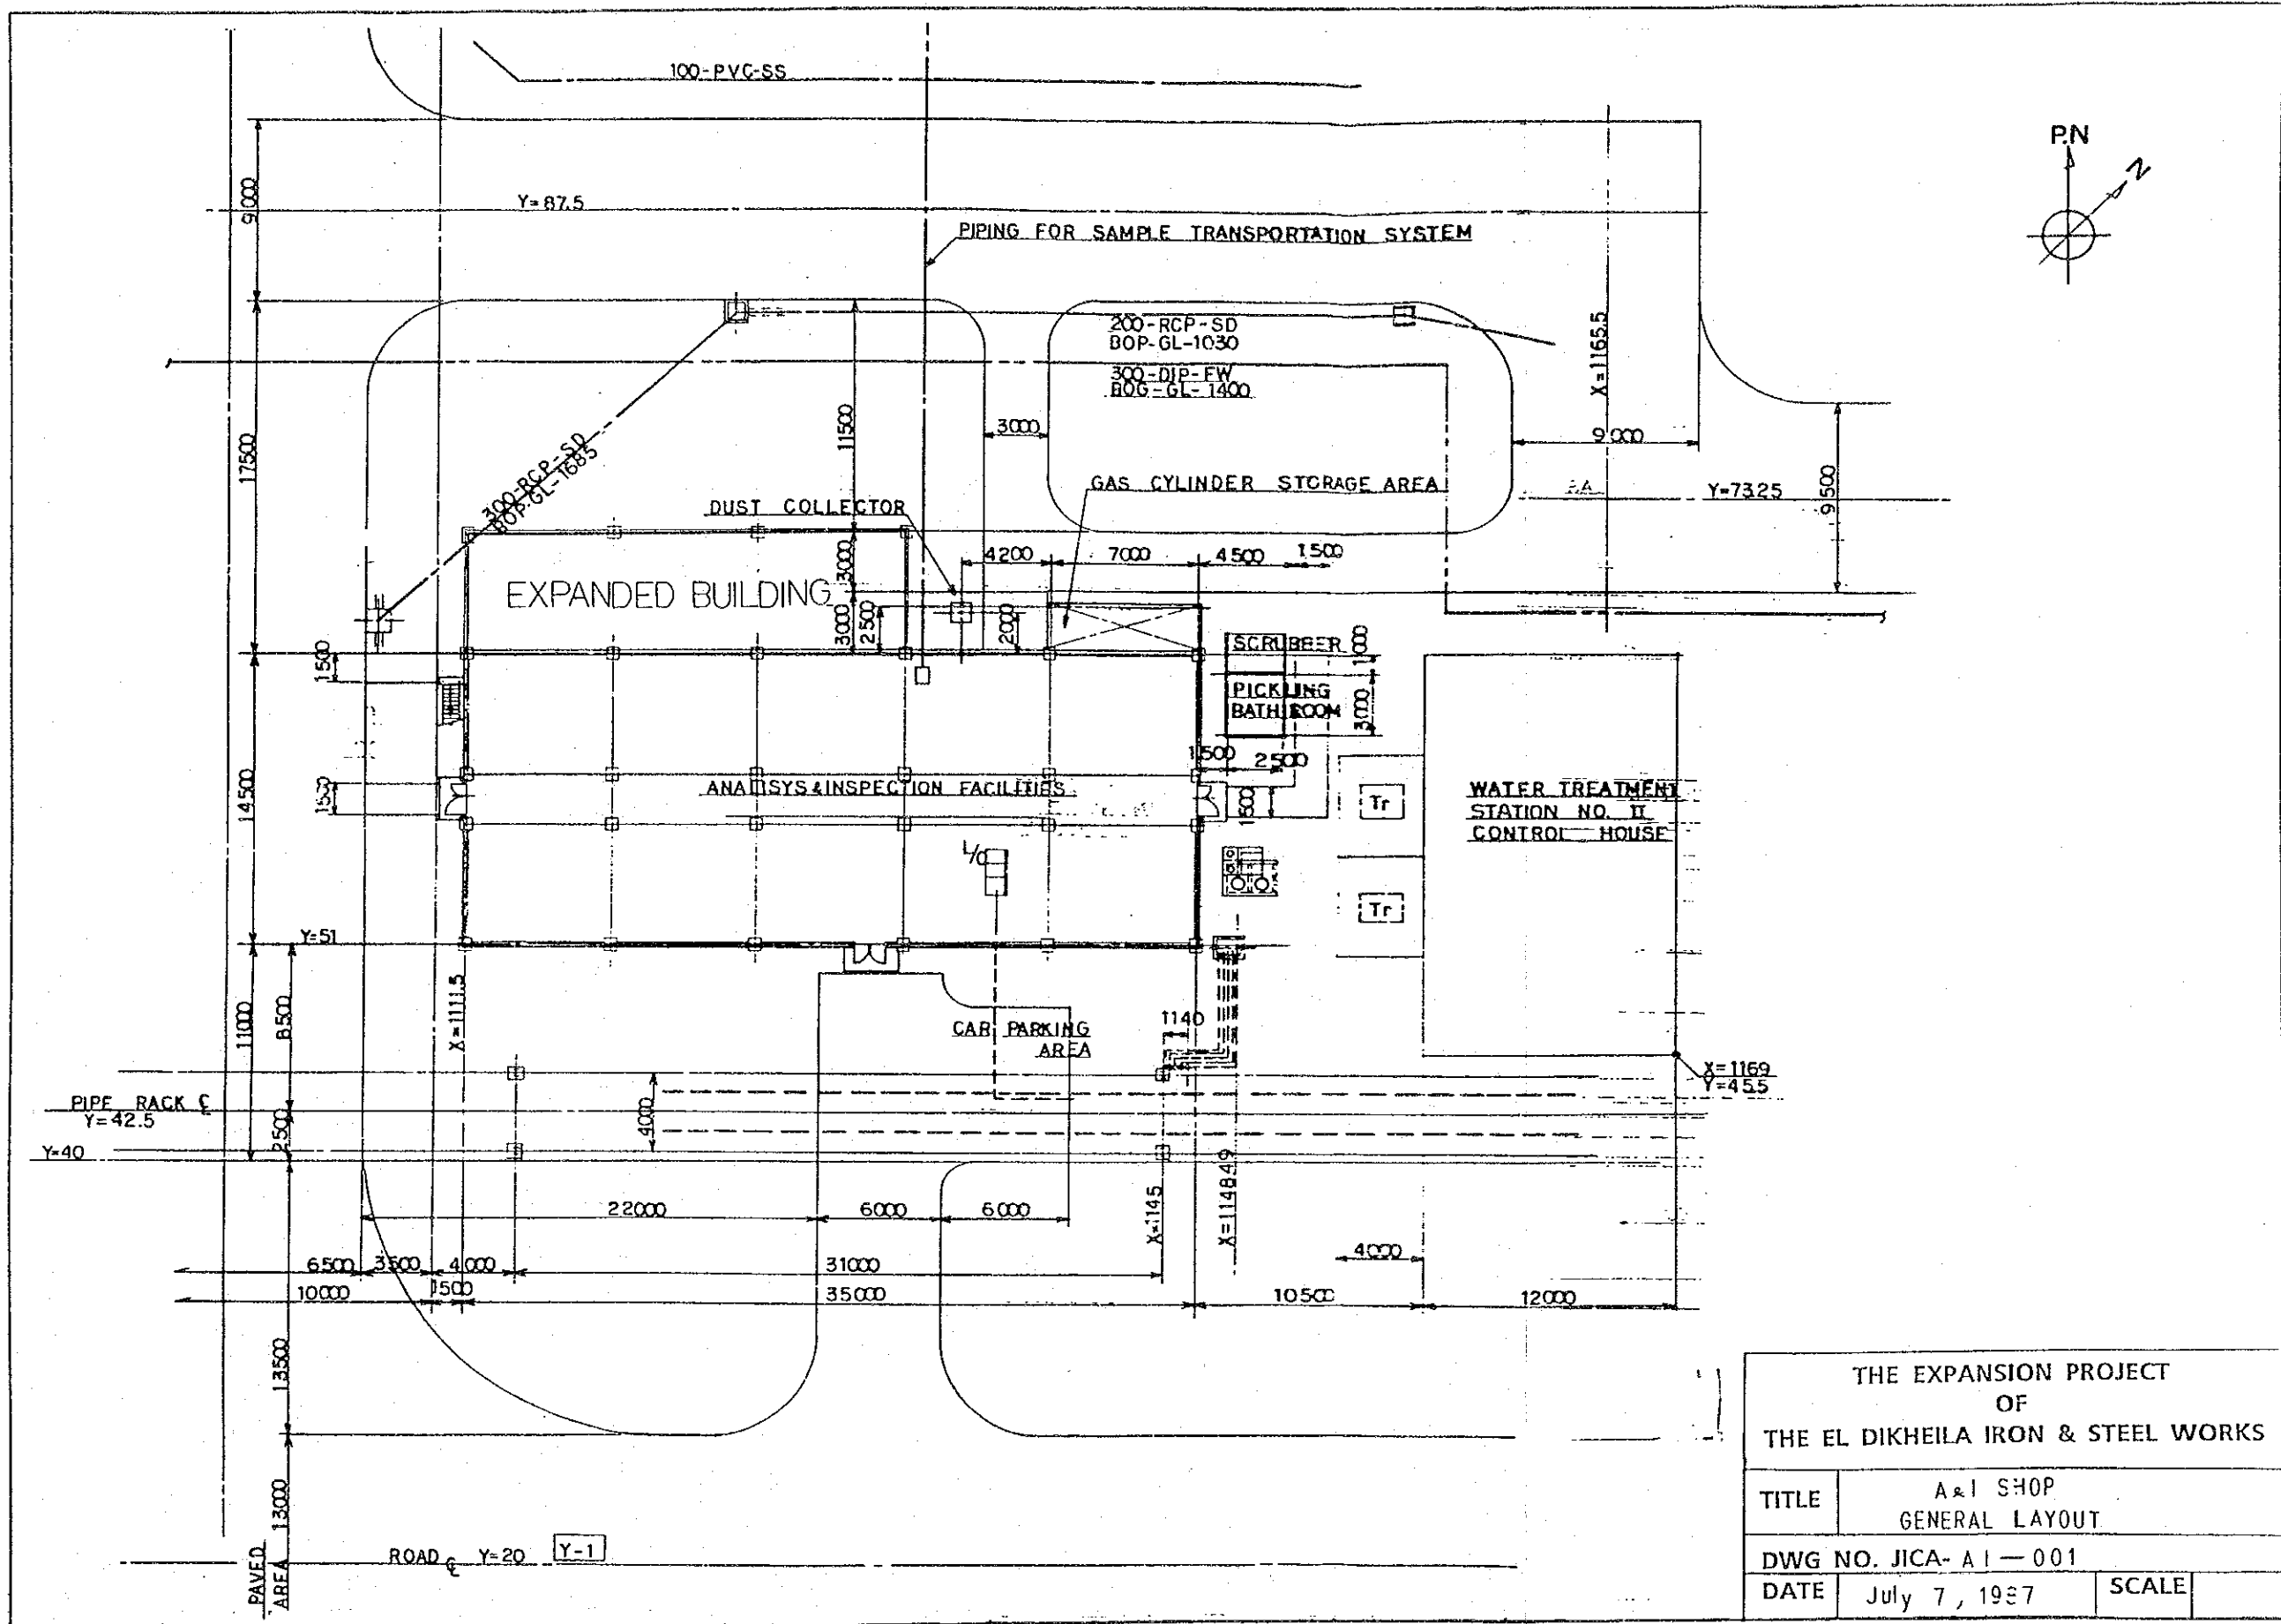 100-PVC-SS
P.N
N
9000
Y=87.5
PIPING FOR SAMPLE TRANSPORTATION SYSTEM
200-RCP-SD
BOP-GL-1030
300-DIP-FW
BOG-GL-1400
X=1165.5
17500
11500
3000
9000
300-RCP-SD
BOP-GL-1685
GAS CYLINDER STORAGE AREA
Y=73.25
9500
DUST COLLECTOR
4200
7000
4500
1500
EXPANDED BUILDING
3000
3000
2500
2000
SCRUBBER
1000
PICKLING
BATH ROOM
3000
1500
1500
2500
14500
1500
1500
ANALISYS&INSPECTION FACILITIES
Tr
WATER TREATMENT
STATION NO. II
CONTROL HOUSE
L/C
Tr
Y=51
11000
8500
X=1111.5
CAR PARKING
AREA
1140
X=1169
Y=45.5
PIPE RACK ℄
Y=42.5
2500
4000
Y=40
22000
6000
6000
X=1145
X=1148.49
4000
6500
3500
4000
31000
10000
1500
35000
10500
12000
13500
13000
PAVED
AREA
ROAD ℄ Y=20
Y-1
THE EXPANSION PROJECT
OF
THE EL DIKHEILA IRON & STEEL WORKS
TITLE
A&I SHOP
GENERAL LAYOUT
DWG NO. JICA-AI—001
DATE
July 7, 1987
SCALE